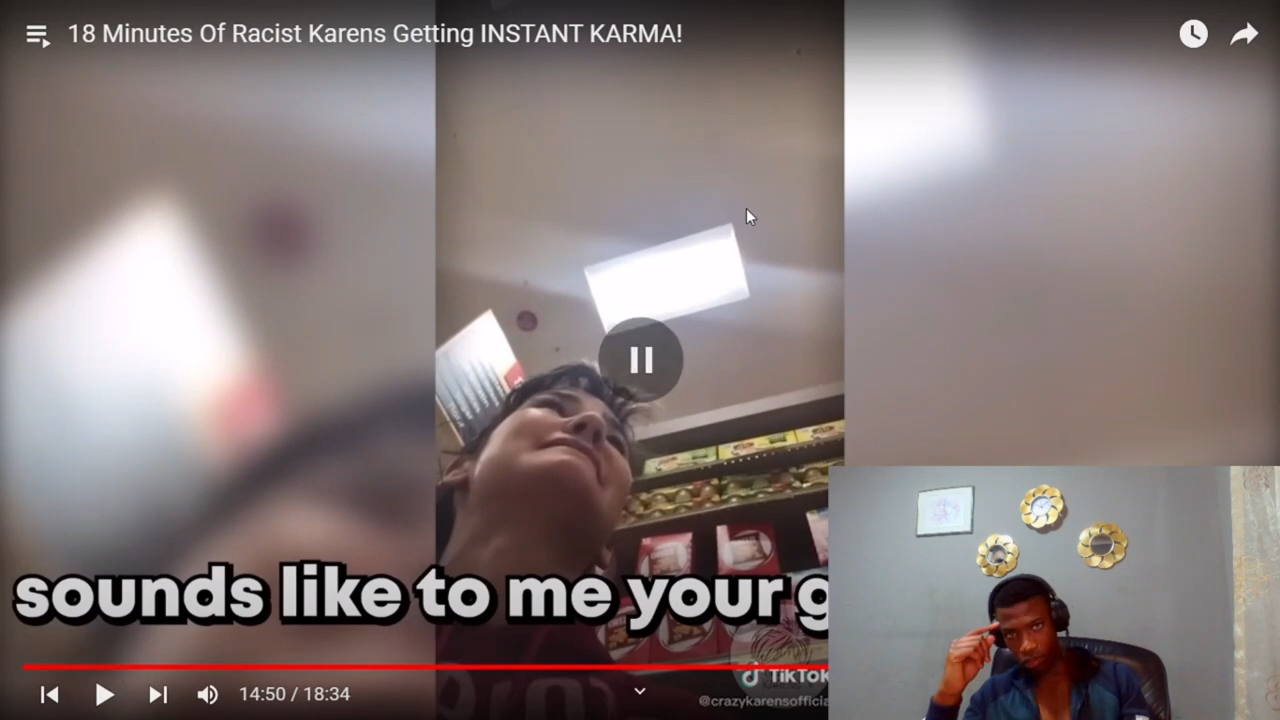 18 Minutes Of Racist Karens Getting INSTANT KARMA!
sounds like to me your g
14:50 / 18:34
TikTok
@crazykarensofficia